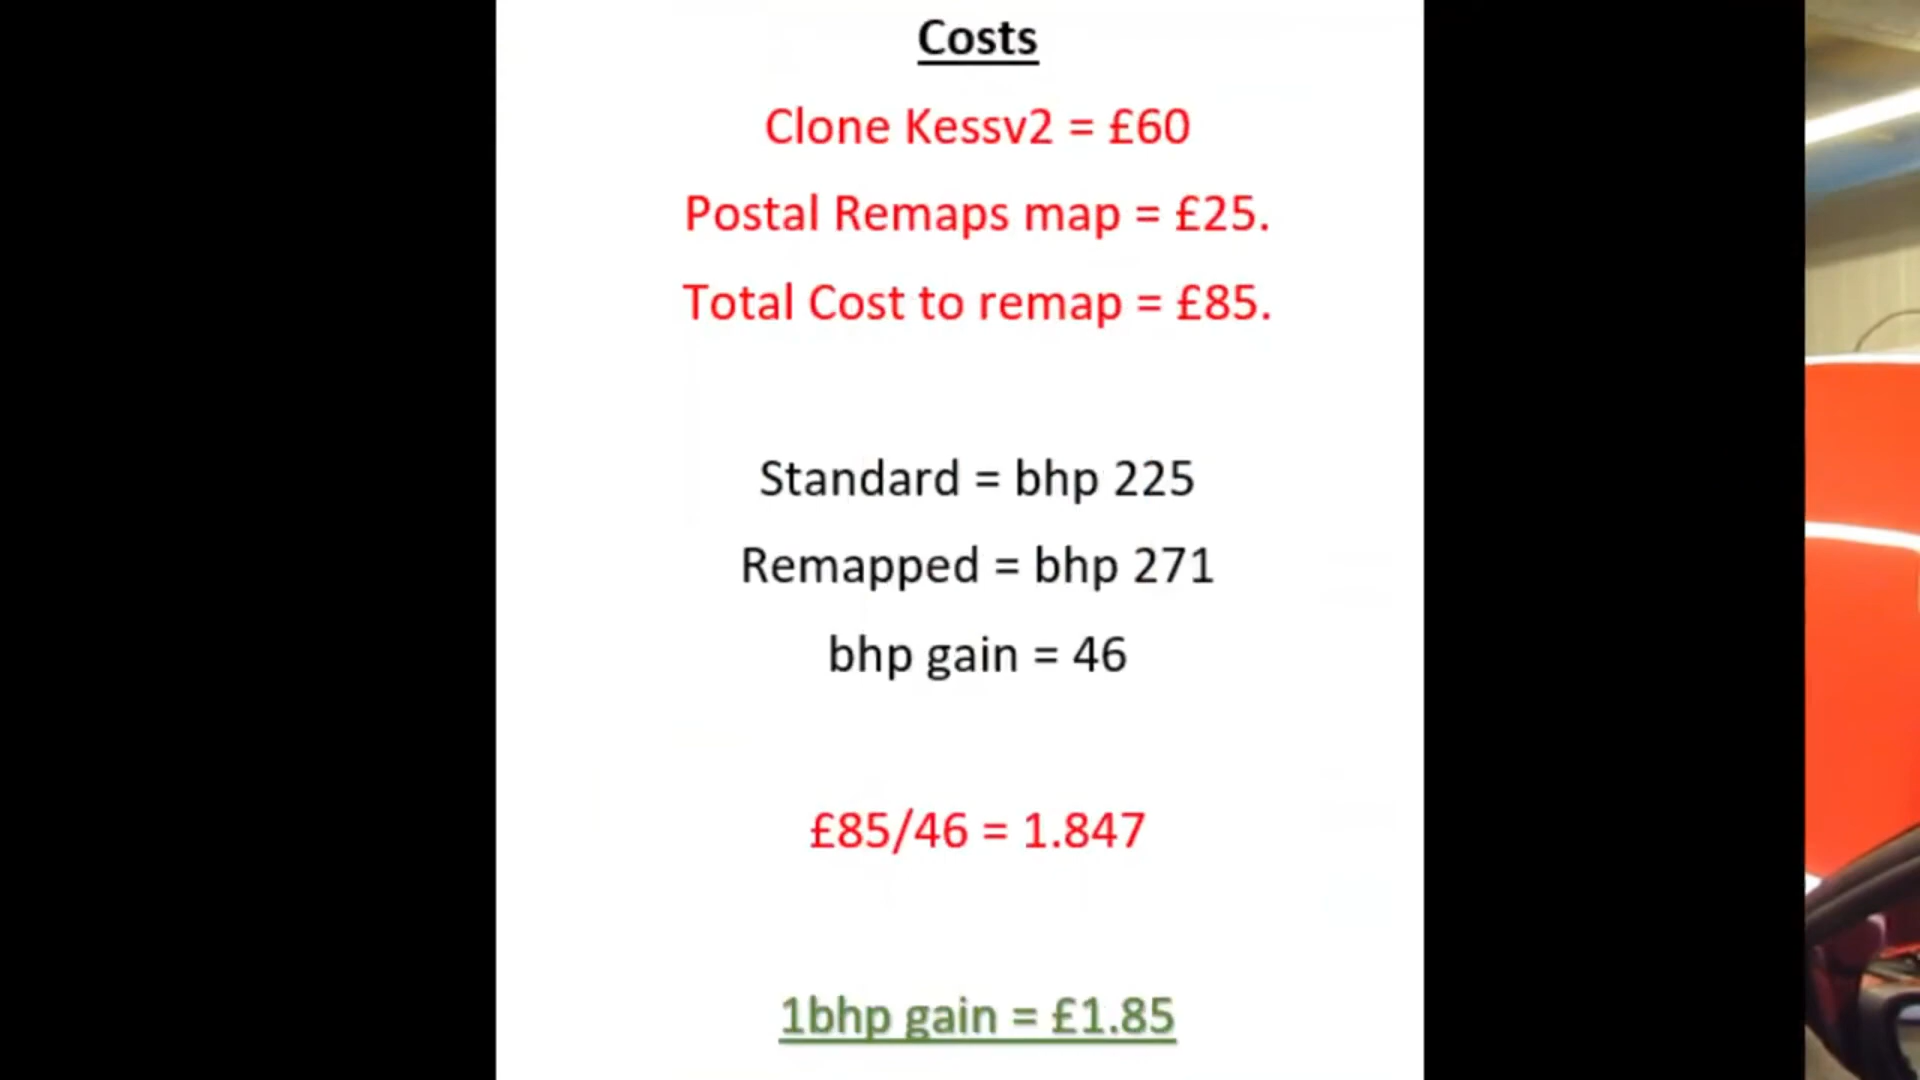 Costs
Clone Kessv2 = £60
Postal Remaps map = £25.
Total Cost to remap = £85.
Standard = bhp 225
Remapped = bhp 271
bhp gain = 46
£85/46 = 1.847
1bhp gain = £1.85